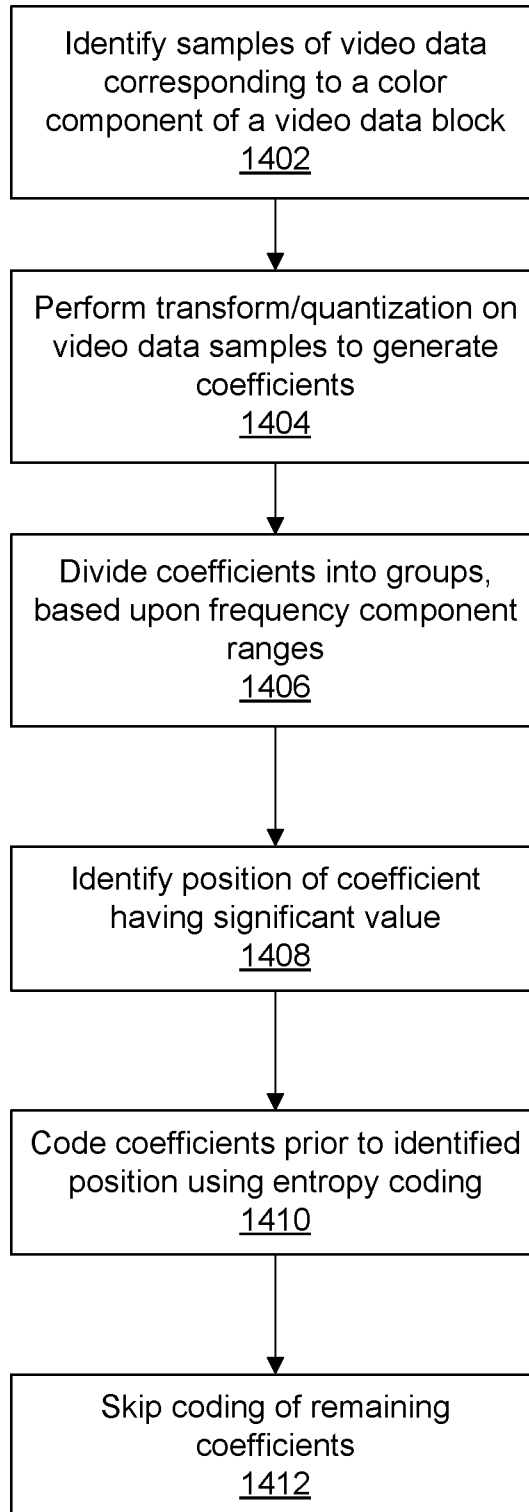 Identify samples of video data
corresponding to a color
component of a video data block
1402
Perform transform/quantization on
video data samples to generate
coefficients
1404
Divide coefficients into groups,
based upon frequency component
ranges
1406
Identify position of coefficient
having significant value
1408
Code coefficients prior to identified
position using entropy coding
1410
Skip coding of remaining
coefficients
1412